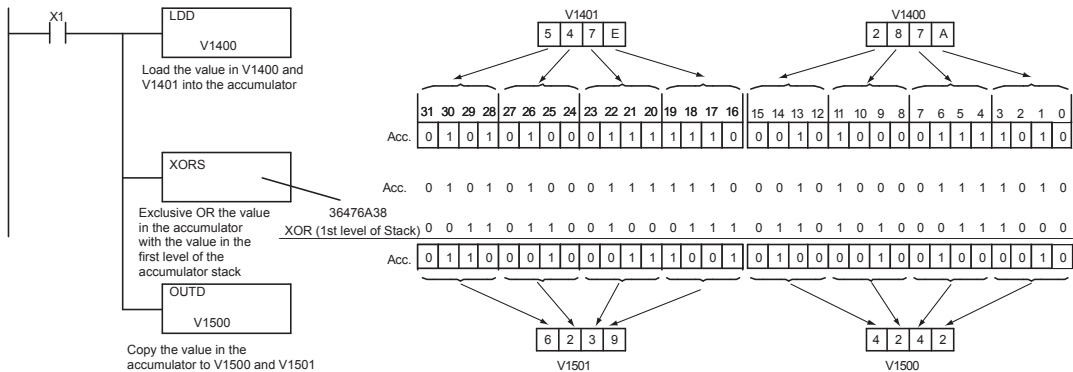 X1
LDD
V1400
Load the value in V1400 and
V1401 into the accumulator
XORS
36476A38
Exclusive OR the value
in the accumulator
with the value in the
first level of the
accumulator stack
OUTD
V1500
Copy the value in the
accumulator to V1500 and V1501
V1401
5 4 7 E
V1400
2 8 7 A
31 30 29 28 27 26 25 24 23 22 21 20 19 18 17 16 15 14 13 12 11 10 9 8 7 6 5 4 3 2 1 0
Acc. 0 1 0 1 0 1 0 0 0 1 1 1 1 1 1 0 0 0 1 0 1 0 0 0 0 1 1 1 1 0 1 0
Acc. 0 1 0 1 0 1 0 0 0 1 1 1 1 1 1 0 0 0 1 0 1 0 0 0 0 1 1 1 1 0 1 0
XOR (1st level of Stack) 0 0 1 1 0 1 1 0 0 1 0 0 0 1 1 1 0 1 1 0 1 0 1 0 0 0 1 1 1 0 0 0
Acc. 0 1 1 0 0 0 1 0 0 0 1 1 1 0 0 1 0 1 0 0 0 0 1 0 0 1 0 0 0 0 1 0
6 2 3 9
V1501
4 2 4 2
V1500